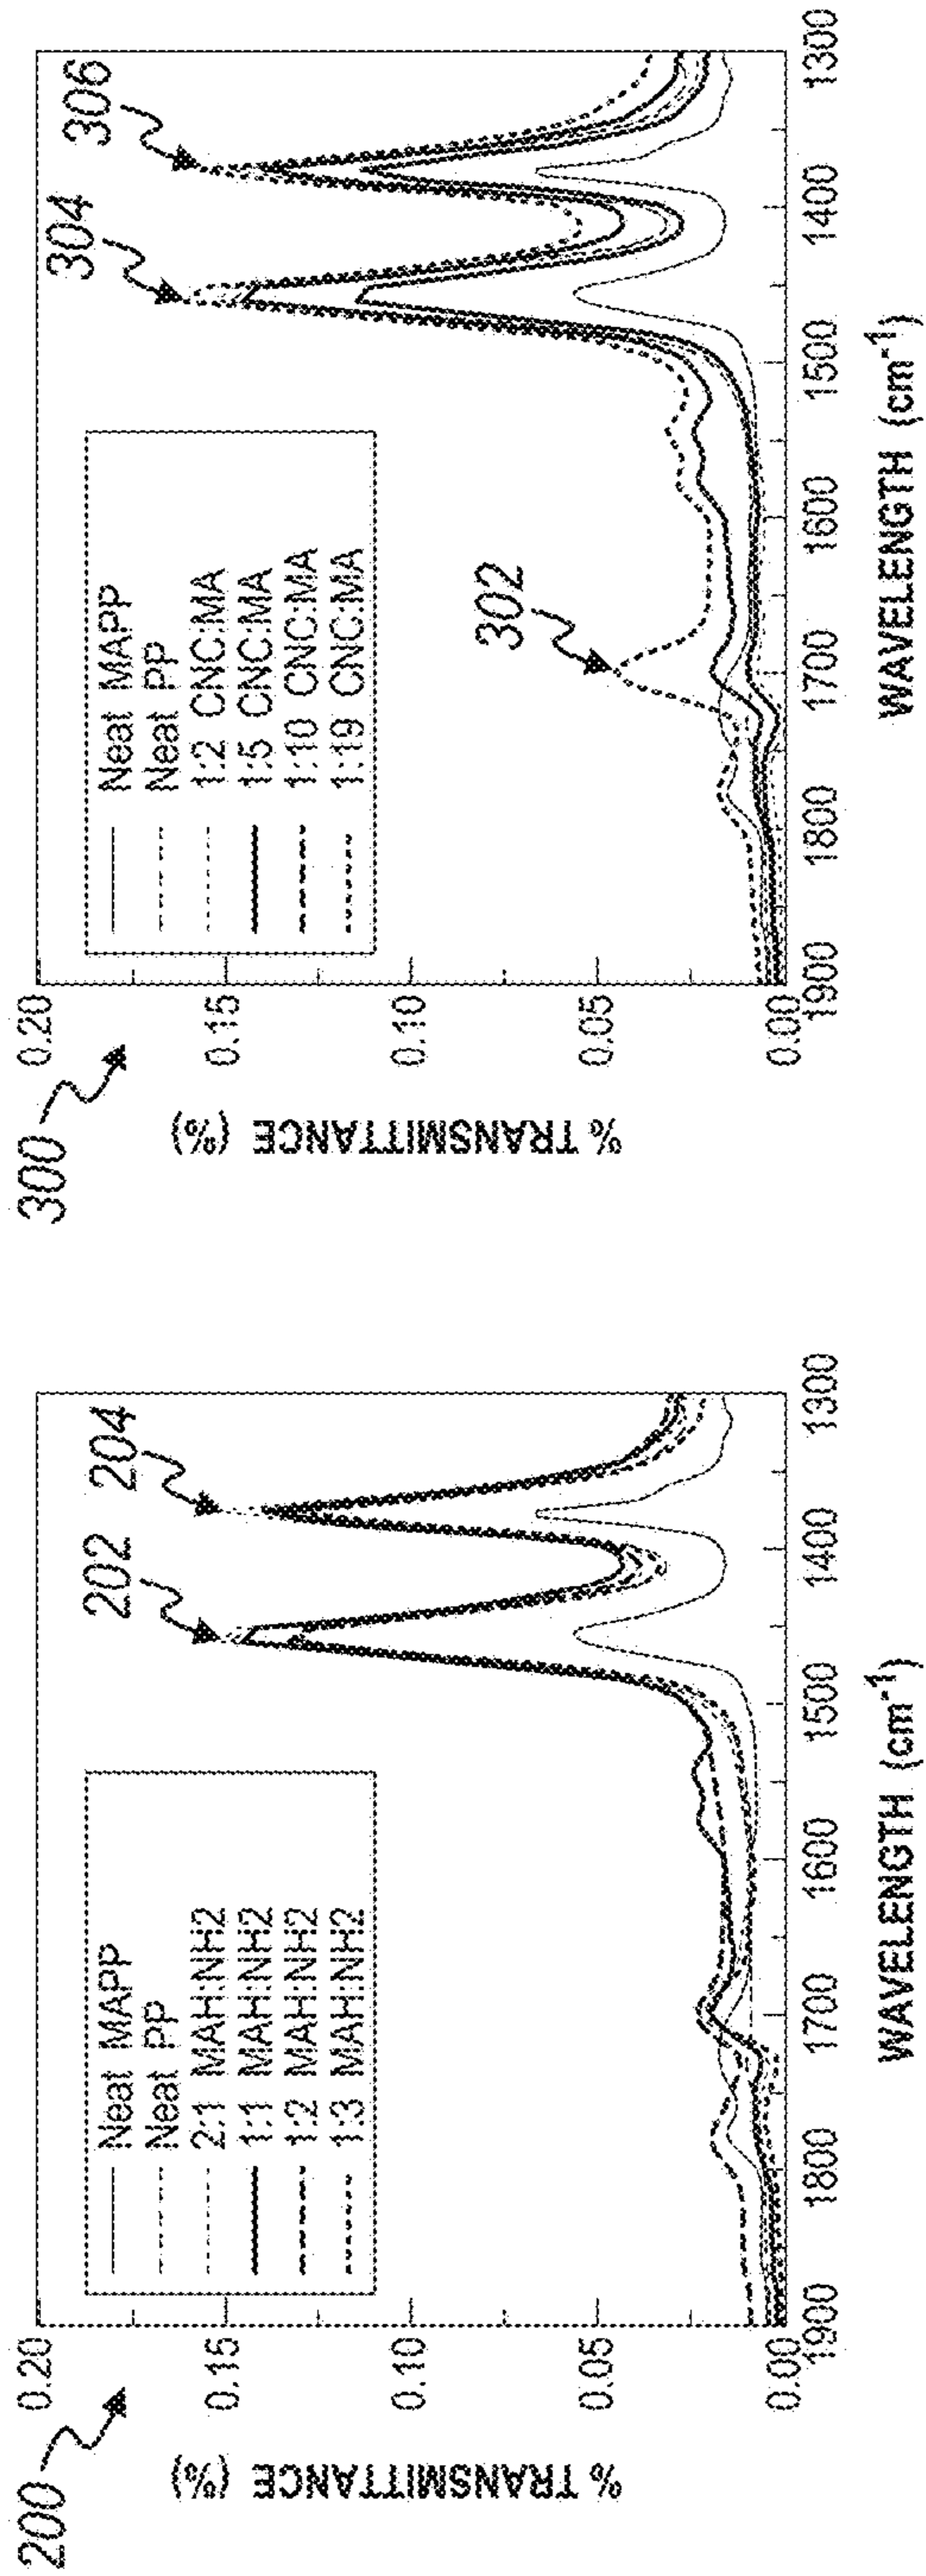 200
% TRANSMITTANCE (%)
0.20
0.15
0.10
0.05
0.00
Neat MAPP
Neat PP
2:1 MAH:NH2
1:1 MAH:NH2
1:2 MAH:NH2
1:3 MAH:NH2
202
204
1900
1800
1700
1600
1500
1400
1300
WAVELENGTH (cm-1)
300
% TRANSMITTANCE (%)
0.20
0.15
0.10
0.05
0.00
Neat MAPP
Neat PP
1:2 CNC:MA
1:5 CNC:MA
1:10 CNC:MA
1:19 CNC:MA
302
304
306
1900
1800
1700
1600
1500
1400
1300
WAVELENGTH (cm-1)